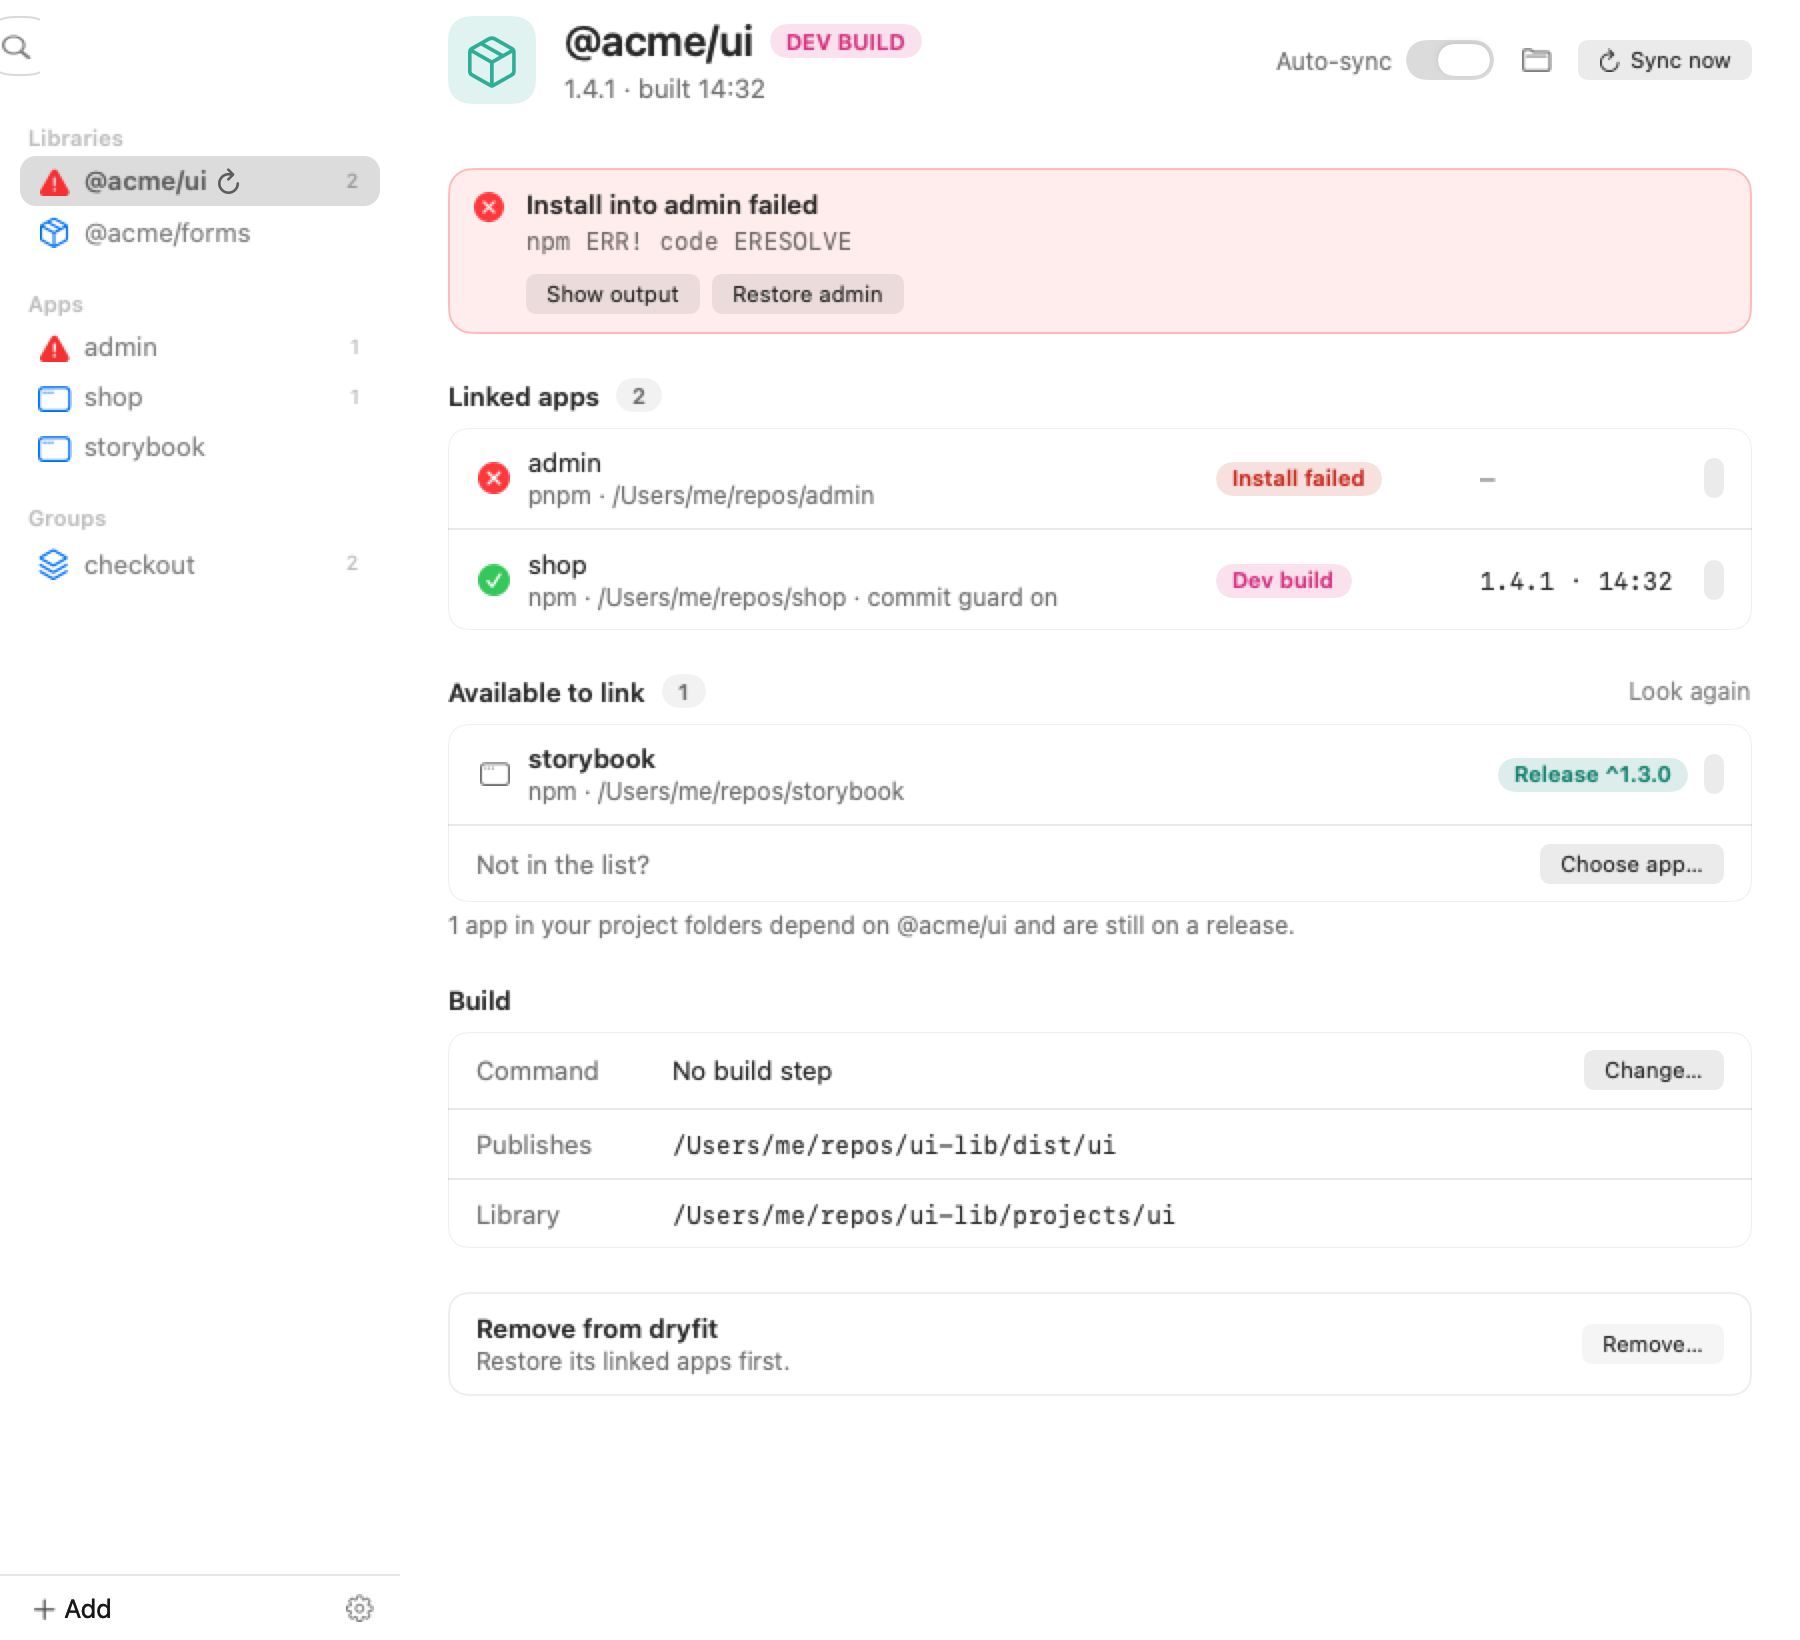 @acme/ui DEV BUILD
1.4.1 · built 14:32
Auto-sync
Sync now
Libraries
@acme/ui 2
@acme/forms
Apps
admin 1
shop 1
storybook
Groups
checkout 2
+ Add
Install into admin failed
npm ERR! code ERESOLVE
Show output
Restore admin
Linked apps 2
admin
pnpm · /Users/me/repos/admin
Install failed
–
shop
npm · /Users/me/repos/shop · commit guard on
Dev build
1.4.1 · 14:32
Available to link 1
Look again
storybook
npm · /Users/me/repos/storybook
Release ^1.3.0
Not in the list?
Choose app...
1 app in your project folders depend on @acme/ui and are still on a release.
Build
Command No build step
Change...
Publishes /Users/me/repos/ui-lib/dist/ui
Library /Users/me/repos/ui-lib/projects/ui
Remove from dryfit
Restore its linked apps first.
Remove...